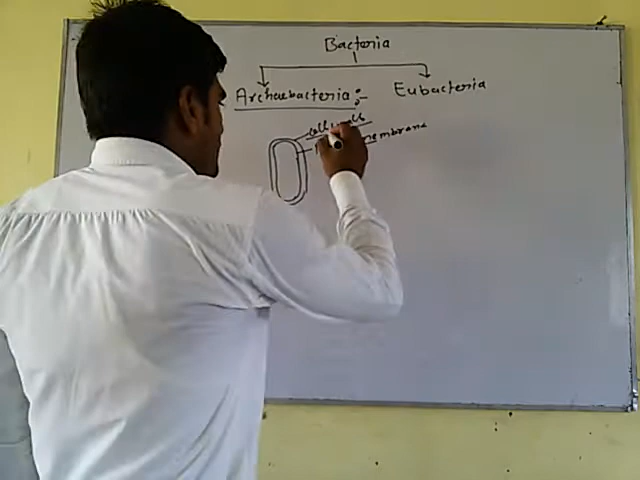 Bacteria
Archaebacteria :-
Eubacteria
cell wall
membrane